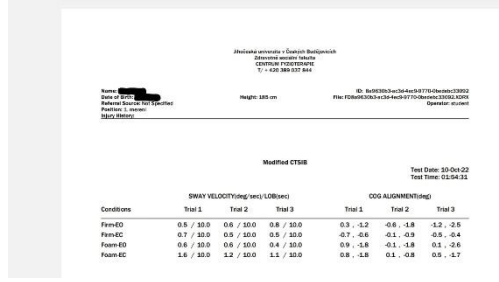 Jihočeská univerzita v Českých Budějovicích
Zdravotně sociální fakulta
CENTRUM FYZIOTERAPIE
T/ + 420 389 037 844
Name:
Date of Birth:
Referral Source: Not Specified
Position: 1. mereni
Injury History:
Height: 185 cm
Operator: student
Modified CTSIB
Test Date: 10-Oct-22
Test Time: 01:54:31
SWAY VELOCITY(deg/sec)/LOB(sec) COG ALIGNMENT(deg)
Conditions Trial 1 Trial 2 Trial 3 Trial 1 Trial 2 Trial 3
Firm-EO 0.5 / 10.0 0.6 / 10.0 0.8 / 10.0 0.3 , -1.2 -0.6 , -1.8 -1.2 , -2.5
Firm-EC 0.7 / 10.0 0.5 / 10.0 0.5 / 10.0 -0.7 , -0.6 -0.1 , -0.9 -0.5 , -0.4
Foam-EO 0.6 / 10.0 0.6 / 10.0 0.4 / 10.0 0.9 , -1.8 -0.1 , -1.8 0.1 , -2.6
Foam-EC 1.6 / 10.0 1.2 / 10.0 1.1 / 10.0 0.8 , -1.8 0.1 , -0.8 0.5 , -1.7